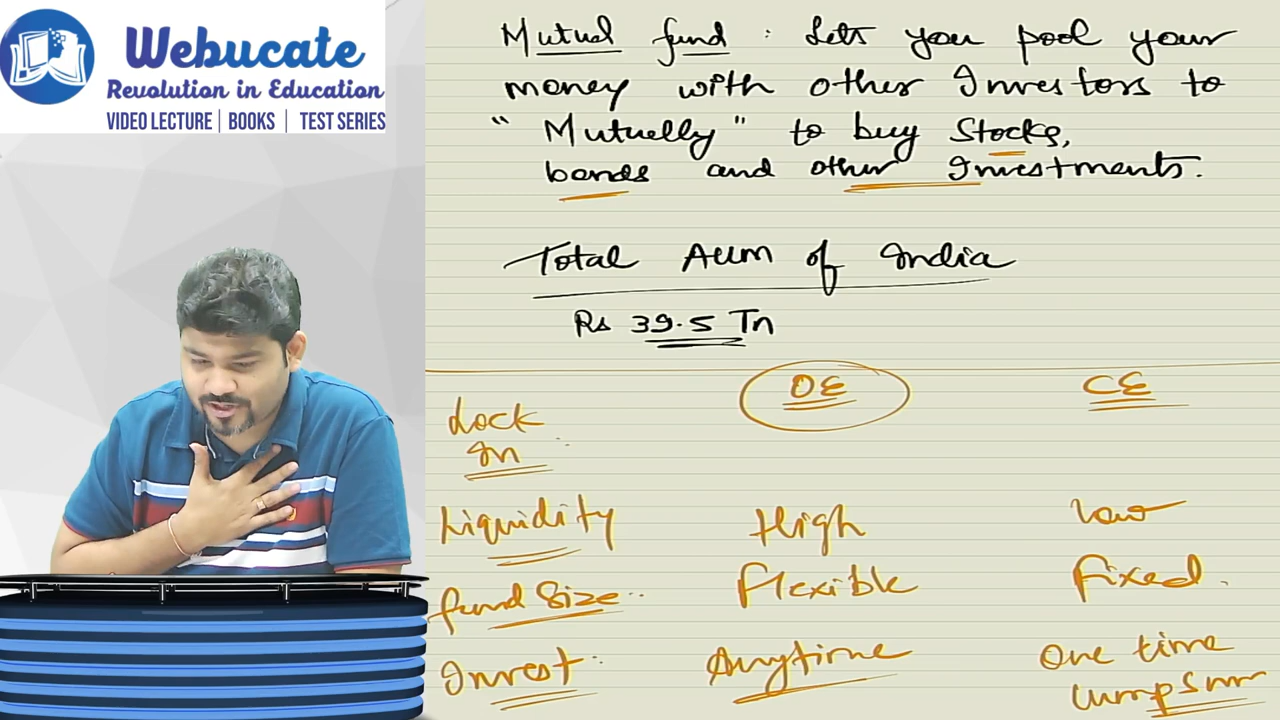 Webucate
Revolution in Education
VIDEO LECTURE | BOOKS | TEST SERIES
Mutual fund : Lets you pool your
money with other Investors to
"Mutually" to buy Stocks,
bonds and other Investments.
Total AUM of India
Rs 39.5 Tn
OE CE
Lock
In :
Liquidity High Low
fund Size : Flexible Fixed.
Invest : Anytime One time
lumpsum